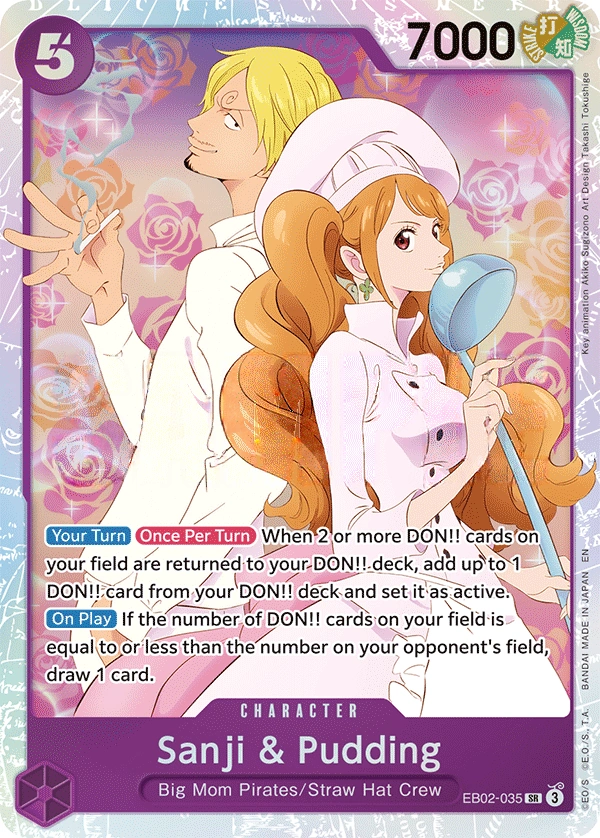 5
7000
STRIKE 打 知 WISDOM
Your Turn Once Per Turn When 2 or more DON!! cards on
your field are returned to your DON!! deck, add up to 1
DON!! card from your DON!! deck and set it as active.
On Play If the number of DON!! cards on your field is
equal to or less than the number on your opponent's field,
draw 1 card.
CHARACTER
Sanji & Pudding
Big Mom Pirates/Straw Hat Crew
EB02-035 SR 3
Key animation Akiko Sugizono Art Design Takashi Tokushige
©EO/S ©E.O./S., T.A. BANDAI MADE IN JAPAN EN